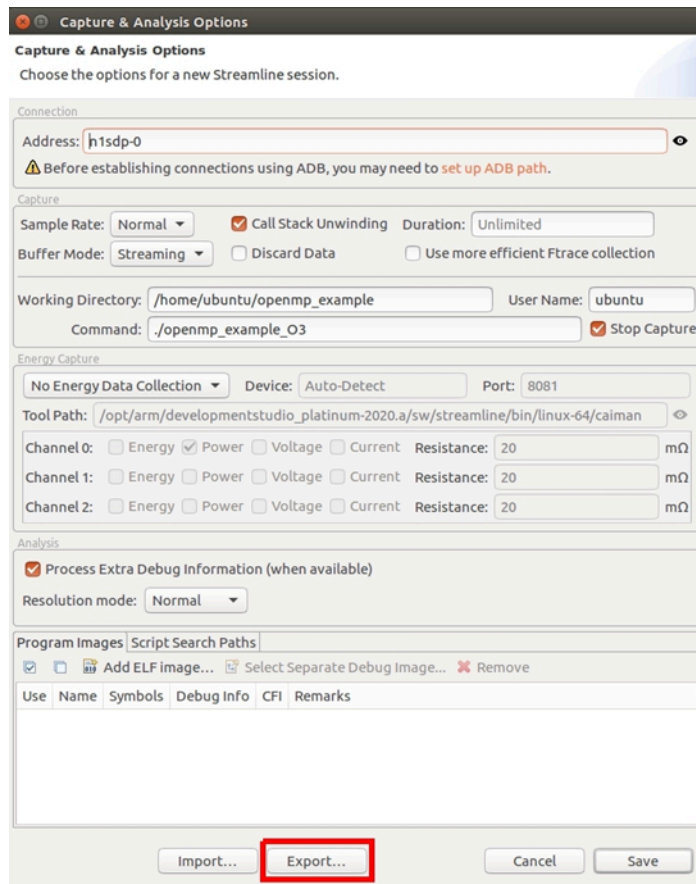 Capture & Analysis Options
Capture & Analysis Options
Choose the options for a new Streamline session.
Connection
Address: n1sdp-0
Before establishing connections using ADB, you may need to set up ADB path.
Capture
Sample Rate: Normal Call Stack Unwinding Duration: Unlimited
Buffer Mode: Streaming Discard Data Use more efficient Ftrace collection
Working Directory: /home/ubuntu/openmp_example User Name: ubuntu
Command: ./openmp_example_O3 Stop Capture
Energy Capture
No Energy Data Collection Device: Auto-Detect Port: 8081
Tool Path: /opt/arm/developmentstudio_platinum-2020.a/sw/streamline/bin/linux-64/caiman
Channel 0: Energy Power Voltage Current Resistance: 20 mΩ
Channel 1: Energy Power Voltage Current Resistance: 20 mΩ
Channel 2: Energy Power Voltage Current Resistance: 20 mΩ
Analysis
Process Extra Debug Information (when available)
Resolution mode: Normal
Program Images Script Search Paths
Add ELF image... Select Separate Debug Image... Remove
Use Name Symbols Debug Info CFI Remarks
Import... Export... Cancel Save